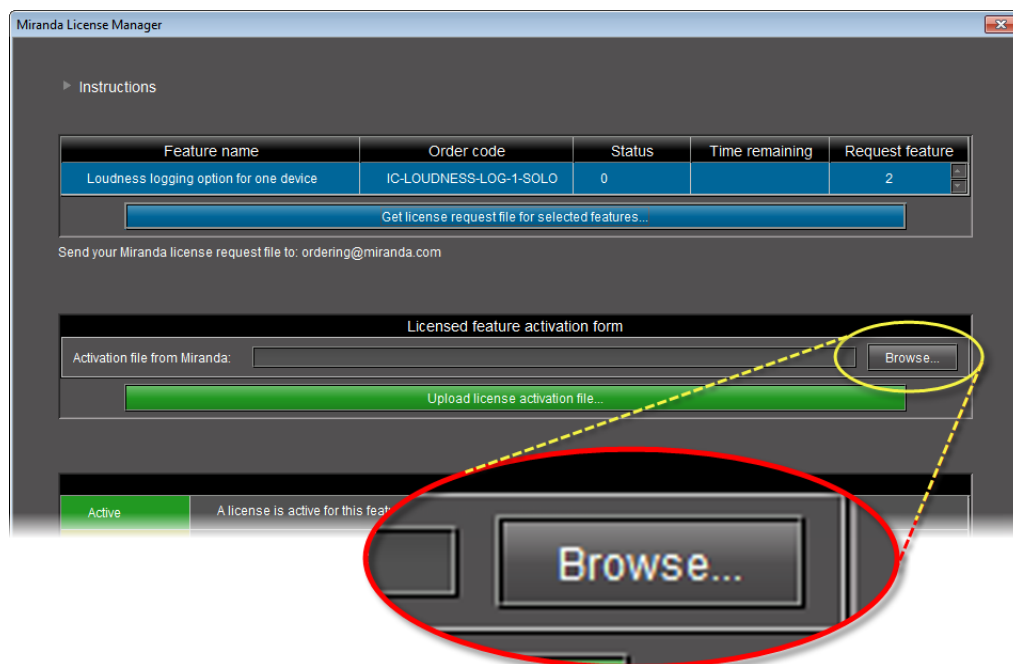 Miranda License Manager
Instructions
Feature name Order code Status Time remaining Request feature
Loudness logging option for one device IC-LOUDNESS-LOG-1-SOLO 0 2
Get license request file for selected features...
Send your Miranda license request file to: ordering@miranda.com
Licensed feature activation form
Activation file from Miranda: Browse...
Upload license activation file...
Active A license is active for this
Browse...